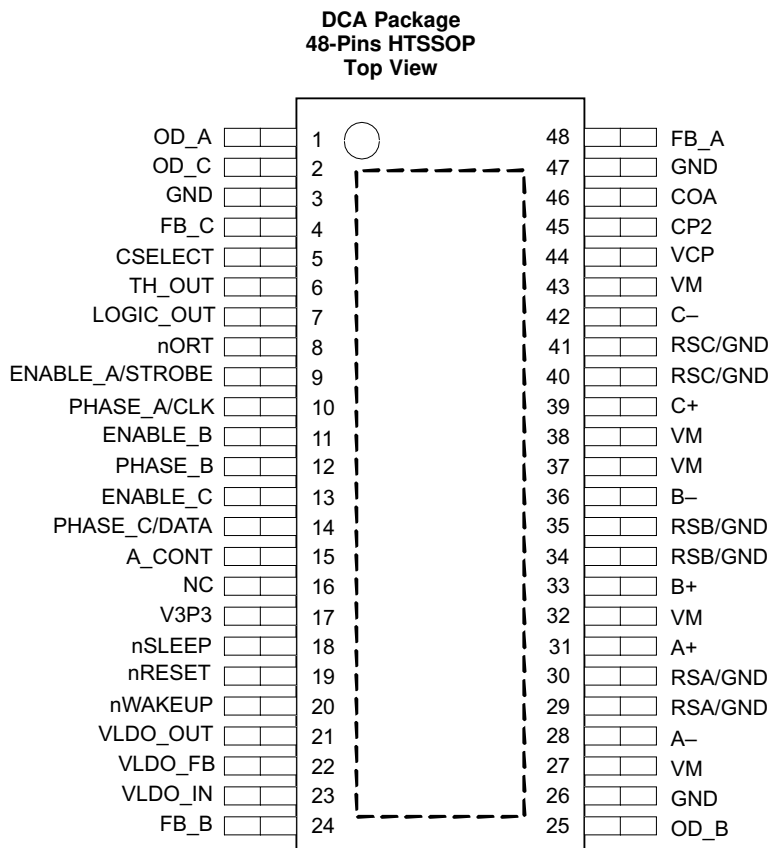 DCA Package
48-Pins HTSSOP
Top View
OD_A 1 48 FB_A
OD_C 2 47 GND
GND 3 46 COA
FB_C 4 45 CP2
CSELECT 5 44 VCP
TH_OUT 6 43 VM
LOGIC_OUT 7 42 C–
nORT 8 41 RSC/GND
ENABLE_A/STROBE 9 40 RSC/GND
PHASE_A/CLK 10 39 C+
ENABLE_B 11 38 VM
PHASE_B 12 37 VM
ENABLE_C 13 36 B–
PHASE_C/DATA 14 35 RSB/GND
A_CONT 15 34 RSB/GND
NC 16 33 B+
V3P3 17 32 VM
nSLEEP 18 31 A+
nRESET 19 30 RSA/GND
nWAKEUP 20 29 RSA/GND
VLDO_OUT 21 28 A–
VLDO_FB 22 27 VM
VLDO_IN 23 26 GND
FB_B 24 25 OD_B